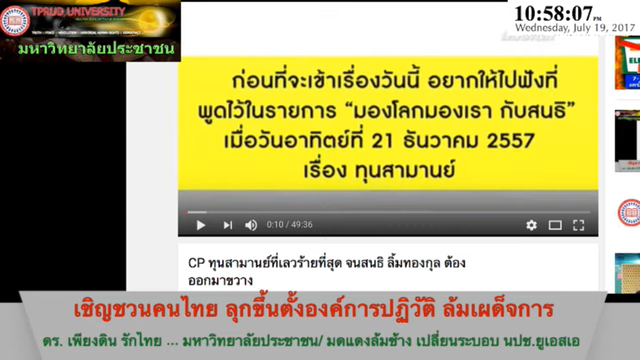 TPRUD UNIVERSITY
มหาวิทยาลัยประชาชน
10:58:07 PM
Wednesday, July 19, 2017
ก่อนที่จะเข้าเรื่องวันนี้ อยากให้ไปฟังที่
พูดไว้ในรายการ “มองโลกมองเรา กับสนธิ”
เมื่อวันอาทิตย์ที่ 21 ธันวาคม 2557
เรื่อง ทุนสามานย์
0:10 / 49:36
CP ทุนสามานย์ที่เลวร้ายที่สุด จนสนธิ ลิ้มทองกุล ต้อง
ออกมาขวาง
เชิญชวนคนไทย ลุกขึ้นตั้งองค์การปฏิวัติ ล้มเผด็จการ
ดร. เพียงดิน รักไทย ... มหาวิทยาลัยประชาชน/ มดแดงล้มช้าง เปลี่ยนระบอบ นปช.ยูเอสเอ